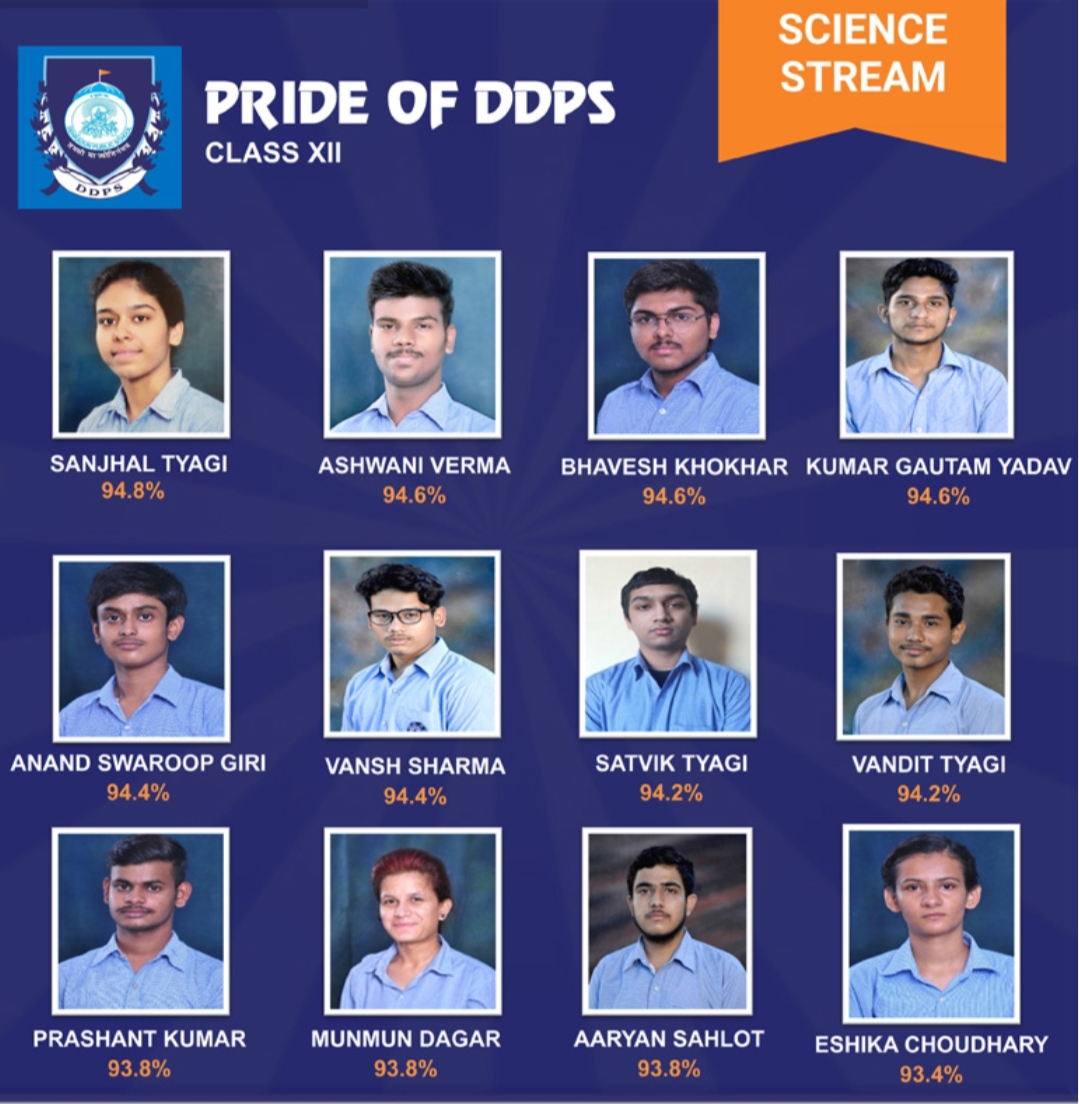 SCIENCE
STREAM
PRIDE OF DDPS
CLASS XII
DDPS
SANJHAL TYAGI
94.8%
ASHWANI VERMA
94.6%
BHAVESH KHOKHAR
94.6%
KUMAR GAUTAM YADAV
94.6%
ANAND SWAROOP GIRI
94.4%
VANSH SHARMA
94.4%
SATVIK TYAGI
94.2%
VANDIT TYAGI
94.2%
PRASHANT KUMAR
93.8%
MUNMUN DAGAR
93.8%
AARYAN SAHLOT
93.8%
ESHIKA CHOUDHARY
93.4%